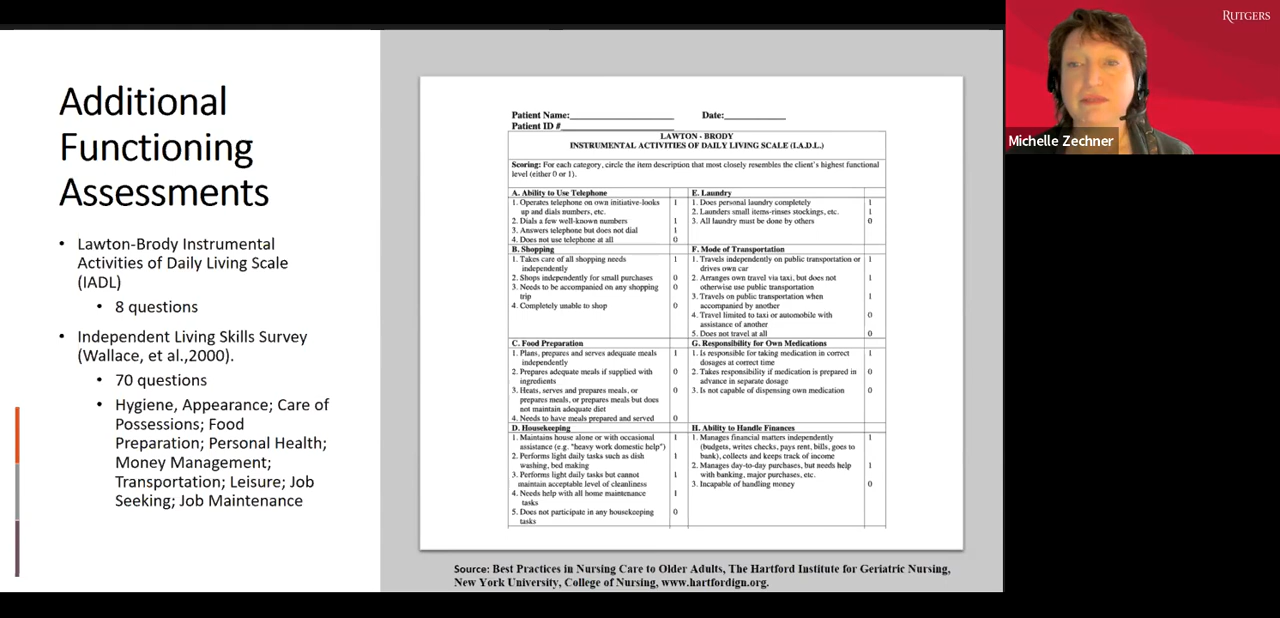 Additional
Functioning
Assessments
• Lawton-Brody Instrumental
Activities of Daily Living Scale
(IADL)
• 8 questions
• Independent Living Skills Survey
(Wallace, et al.,2000).
• 70 questions
• Hygiene, Appearance; Care of
Possessions; Food
Preparation; Personal Health;
Money Management;
Transportation; Leisure; Job
Seeking; Job Maintenance
Patient Name: Date:
Patient ID #
LAWTON - BRODY
INSTRUMENTAL ACTIVITIES OF DAILY LIVING SCALE (I.A.D.L.)
Scoring: For each category, circle the item description that most closely resembles the client's highest functional
level (either 0 or 1).
A. Ability to Use Telephone
1. Operates telephone on own initiative-looks 1
up and dials numbers, etc.
2. Dials a few well-known numbers 1
3. Answers telephone but does not dial 1
4. Does not use telephone at all 0
B. Shopping
1. Takes care of all shopping needs 1
independently
2. Shops independently for small purchases 0
3. Needs to be accompanied on any shopping 0
trip
4. Completely unable to shop 0
C. Food Preparation
1. Plans, prepares and serves adequate meals 1
independently
2. Prepares adequate meals if supplied with 0
ingredients
3. Heats, serves and prepares meals, or 0
prepares meals, or prepares meals but does
not maintain adequate diet
4. Needs to have meals prepared and served 0
D. Housekeeping
1. Maintains house alone or with occasional 1
assistance (e.g. "heavy work domestic help")
2. Performs light daily tasks such as dish 1
washing, bed making
3. Performs light daily tasks but cannot 1
maintain acceptable level of cleanliness
4. Needs help with all home maintenance 1
tasks
5. Does not participate in any housekeeping 0
tasks
E. Laundry
1. Does personal laundry completely 1
2. Launders small items-rinses stockings, etc. 1
3. All laundry must be done by others 0
F. Mode of Transportation
1. Travels independently on public transportation or 1
drives own car
2. Arranges own travel via taxi, but does not 1
otherwise use public transportation
3. Travels on public transportation when 1
accompanied by another
4. Travel limited to taxi or automobile with 0
assistance of another
5. Does not travel at all 0
G. Responsibility for Own Medications
1. Is responsible for taking medication in correct 1
dosages at correct time
2. Takes responsibility if medication is prepared in 0
advance in separate dosage
3. Is not capable of dispensing own medication 0
H. Ability to Handle Finances
1. Manages financial matters independently 1
(budgets, writes checks, pays rent, bills, goes to
bank), collects and keeps track of income
2. Manages day-to-day purchases, but needs help 1
with banking, major purchases, etc.
3. Incapable of handling money 0
Source: Best Practices in Nursing Care to Older Adults, The Hartford Institute for Geriatric Nursing,
New York University, College of Nursing, www.hartfordign.org.
RUTGERS
Michelle Zechner